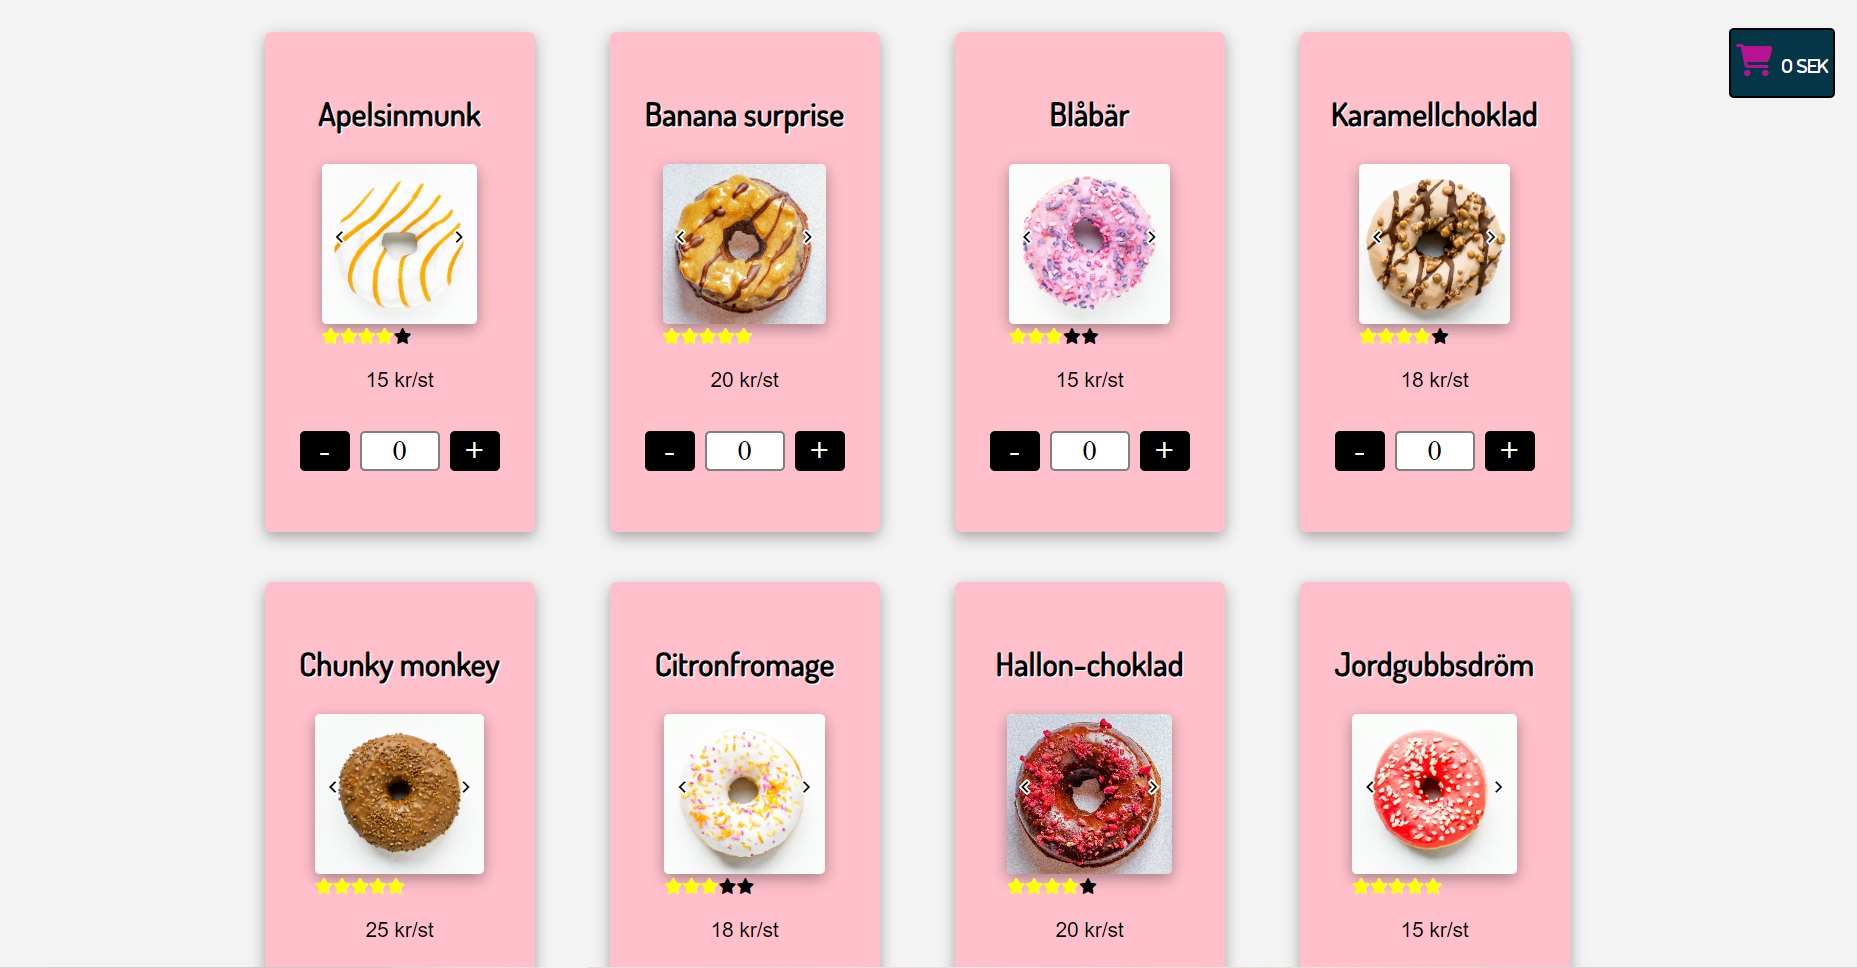 0 SEK
Apelsinmunk
15 kr/st
- 0 +
Banana surprise
20 kr/st
- 0 +
Blåbär
15 kr/st
- 0 +
Karamellchoklad
18 kr/st
- 0 +
Chunky monkey
25 kr/st
Citronfromage
18 kr/st
Hallon-choklad
20 kr/st
Jordgubbsdröm
15 kr/st